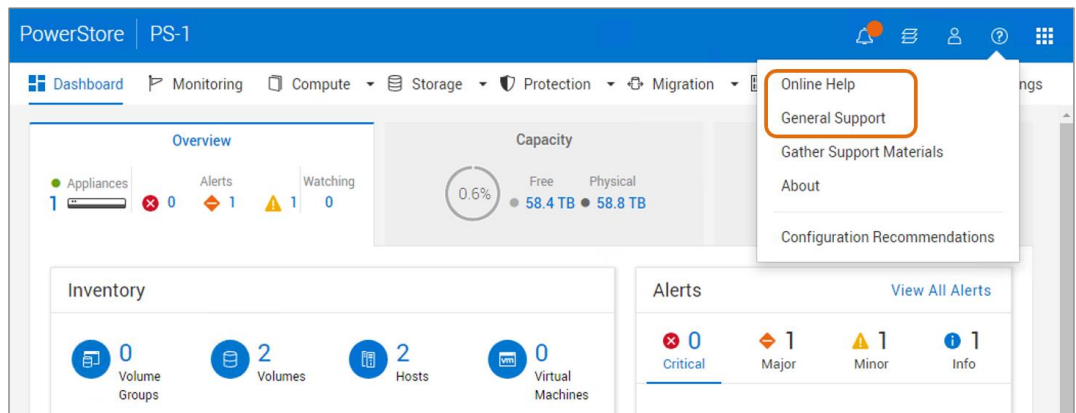 PowerStore PS-1
Dashboard Monitoring Compute Storage Protection Migration ngs
Online Help
General Support
Gather Support Materials
About
Configuration Recommendations
Overview
Appliances Alerts Watching
1 0 1 1 0
Capacity
0.6%
Free Physical
58.4 TB 58.8 TB
Inventory
0 2 2 0
Volume Groups Volumes Hosts Virtual Machines
Alerts View All Alerts
0 1 1 1
Critical Major Minor Info